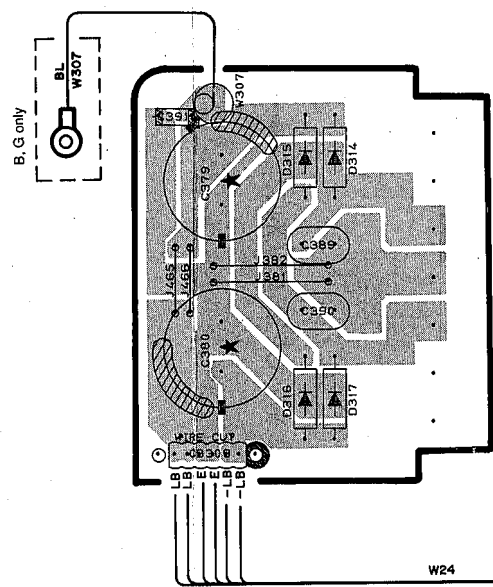 B, G only
BL
W307
C391
W307
C379
D315
D314
C389
J382
J381
J465
J466
C390
C380
D316
D317
WIRE CUT
CB308
LB
LB
E
E
-LB
-LB
W24